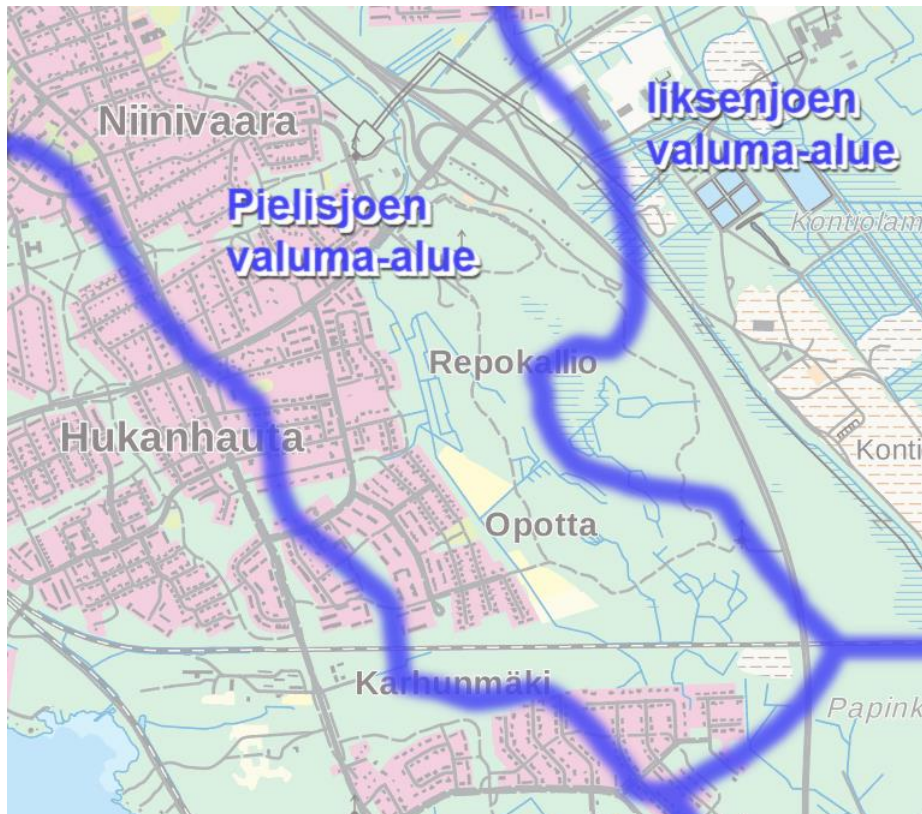 Niinivaara
Iiksenjoen
valuma-alue
Pielisjoen
valuma-alue
Kontiolam
Repokallio
Hukanhauta
Konti
Opotta
Karhunmäki
Papink